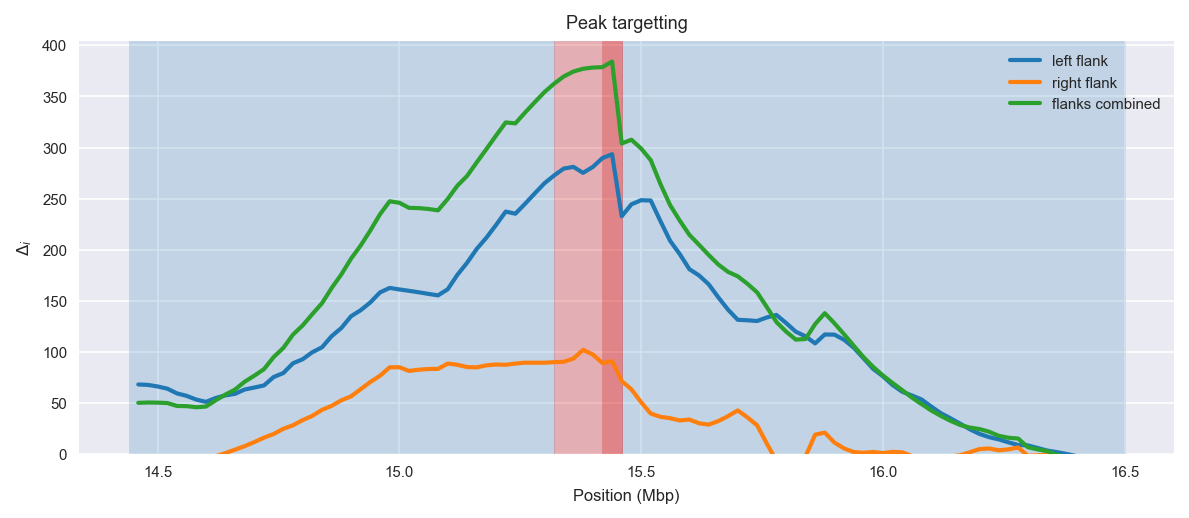 Peak targetting
400
350
300
250
200
150
100
50
0
Δi
left flank
right flank
flanks combined
14.5
15.0
15.5
16.0
16.5
Position (Mbp)